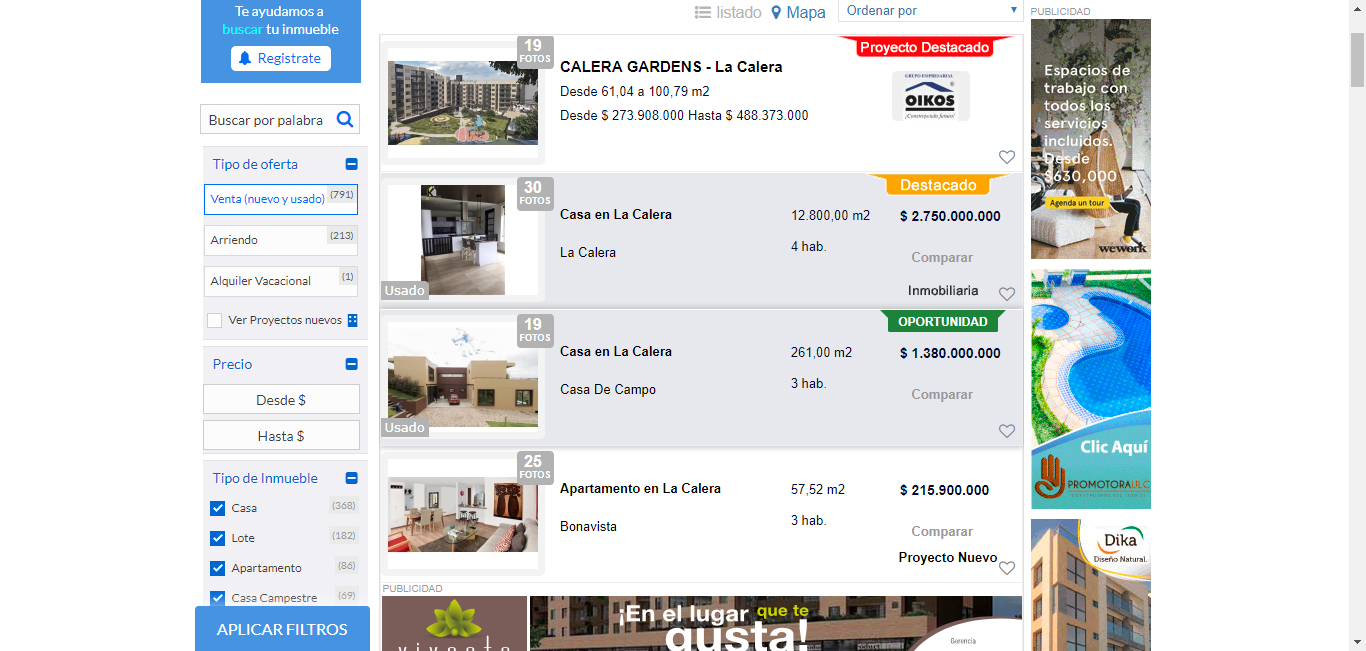 Te ayudamos a
buscar tu inmueble
Registrate
Buscar por palabra
Tipo de oferta
Venta (nuevo y usado) (791)
Arriendo (213)
Alquiler Vacacional (1)
Ver Proyectos nuevos
Precio
Desde $
Hasta $
Tipo de Inmueble
Casa (368)
Lote (182)
Apartamento (86)
Casa Campestre (69)
APLICAR FILTROS
listado Mapa Ordenar por
19
FOTOS
Proyecto Destacado
CALERA GARDENS - La Calera
Desde 61,04 a 100,79 m2
Desde $ 273.908.000 Hasta $ 488.373.000
GRUPO EMPRESARIAL
OIKOS
¡Construyendo futuro!
30
FOTOS
Destacado
Casa en La Calera 12.800,00 m2 $ 2.750.000.000
La Calera 4 hab.
Comparar
Usado
Inmobiliaria
19
FOTOS
OPORTUNIDAD
Casa en La Calera 261,00 m2 $ 1.380.000.000
Casa De Campo 3 hab.
Comparar
Usado
25
FOTOS
Apartamento en La Calera 57,52 m2 $ 215.900.000
Bonavista 3 hab.
Comparar
Proyecto Nuevo
PUBLICIDAD
¡En el lugar que te
gusta!
Gerencia
PUBLICIDAD
Espacios de
trabajo con
todos los
servicios
incluidos.
Desde
$630,000
Agenda un tour
wework
Clic Aquí
PROMOTORAULC
Dika
Diseño Natural.